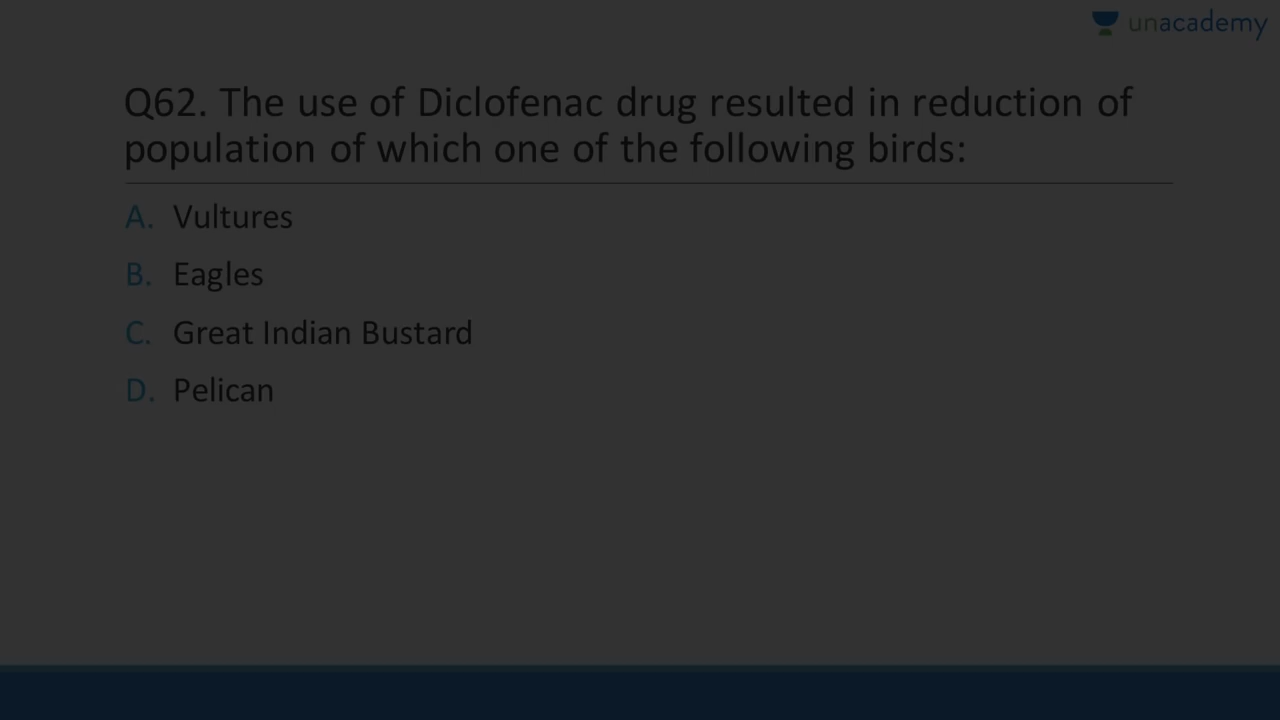 unacademy
Q62. The use of Diclofenac drug resulted in reduction of
population of which one of the following birds:
A. Vultures
B. Eagles
C. Great Indian Bustard
D. Pelican